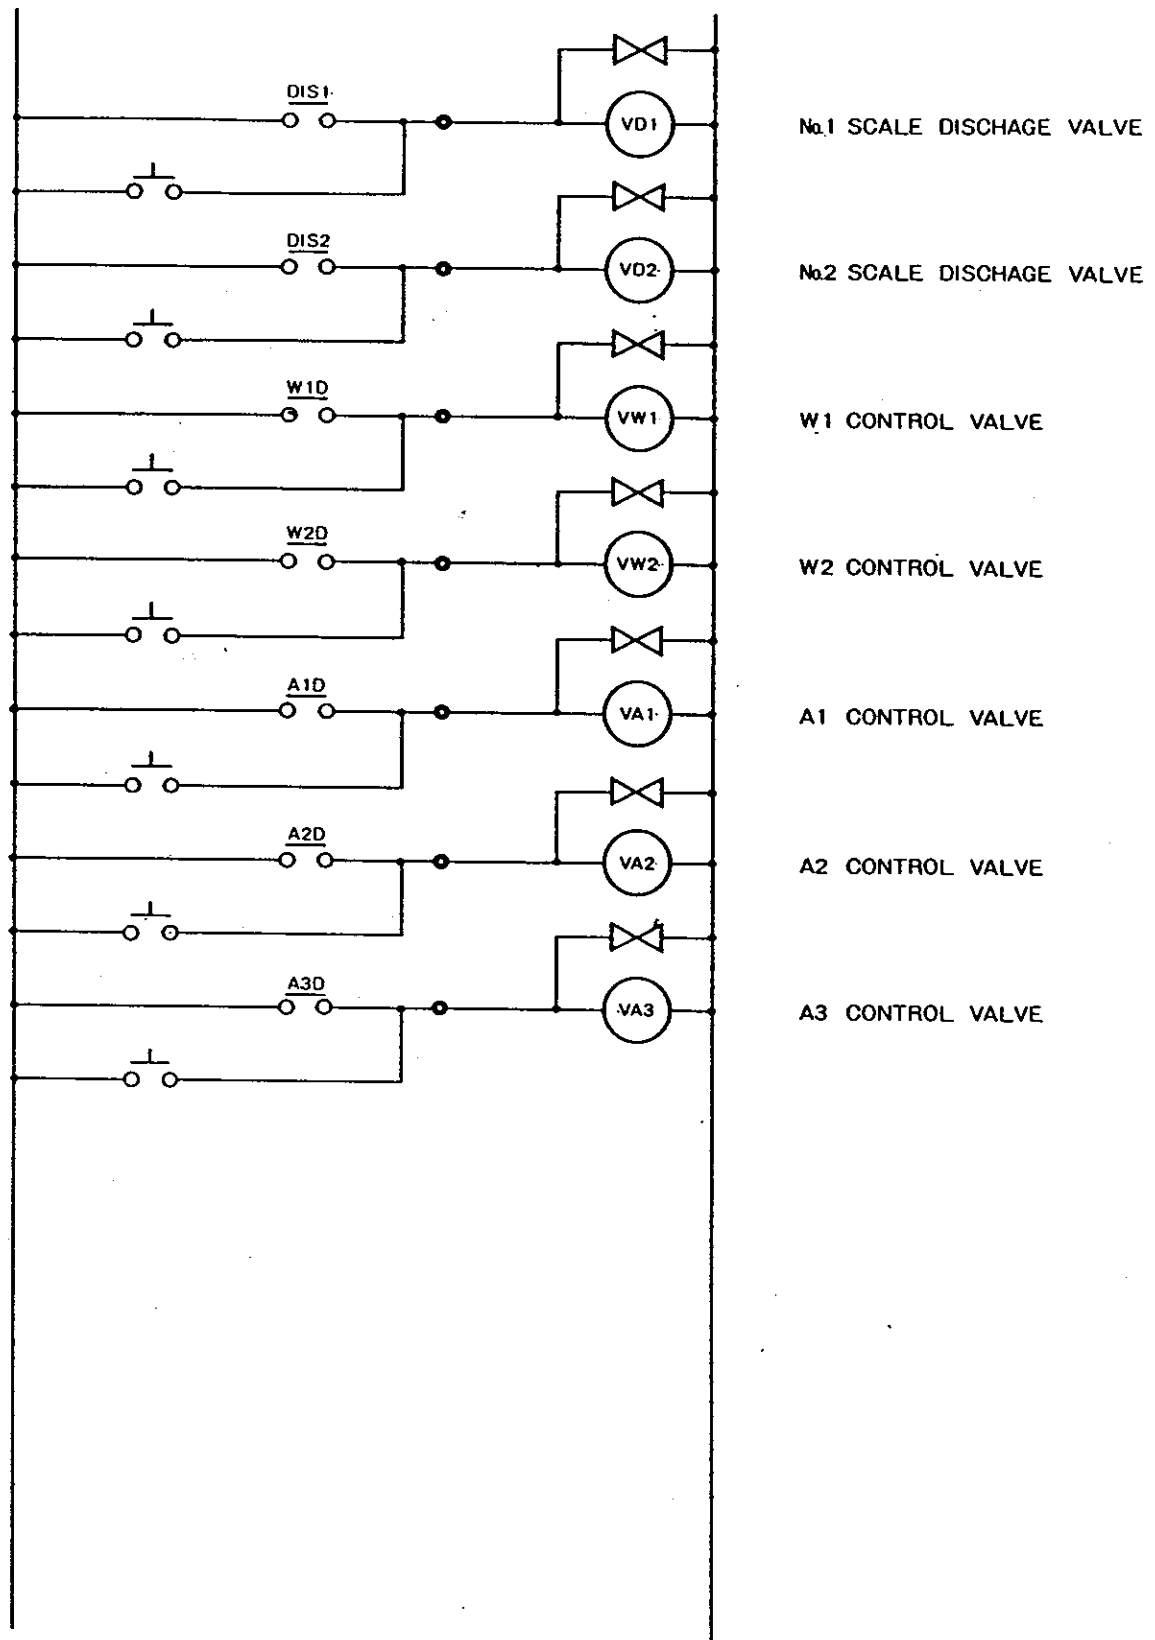 DIS1
VD1
No.1 SCALE DISCHAGE VALVE
DIS2
VD2
No.2 SCALE DISCHAGE VALVE
W1D
VW1
W1 CONTROL VALVE
W2D
VW2
W2 CONTROL VALVE
A1D
VA1
A1 CONTROL VALVE
A2D
VA2
A2 CONTROL VALVE
A3D
VA3
A3 CONTROL VALVE